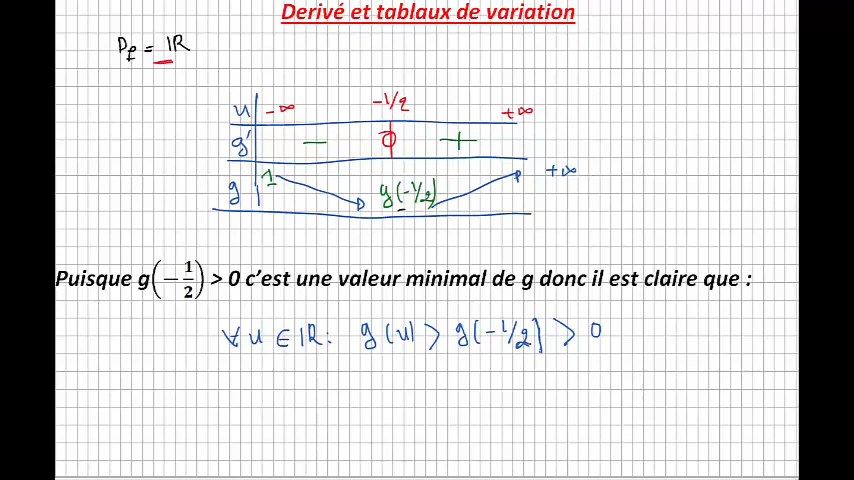 Derivé et tablaux de variation
D_f = IR
u -∞ -1/2 +∞
g' - 0 +
g 1 g(-1/2) +∞
Puisque g(-1/2) > 0 c'est une valeur minimal de g donc il est claire que :
∀ u ∈ IR: g(u) > g(-1/2) > 0